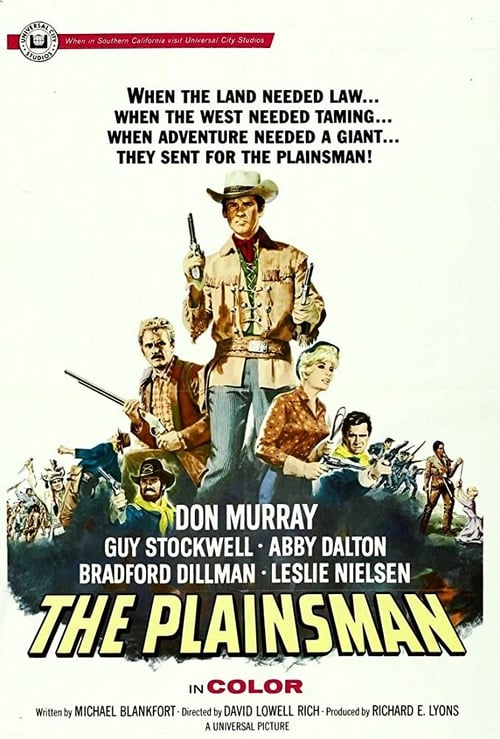 UNIVERSAL CITY STUDIOS
When in Southern California visit Universal City Studios
WHEN THE LAND NEEDED LAW...
WHEN THE WEST NEEDED TAMING...
WHEN ADVENTURE NEEDED A GIANT...
THEY SENT FOR THE PLAINSMAN!
DON MURRAY
GUY STOCKWELL · ABBY DALTON
BRADFORD DILLMAN · LESLIE NIELSEN
THE PLAINSMAN
IN COLOR
Written by MICHAEL BLANKFORT · Directed by DAVID LOWELL RICH · Produced by RICHARD E. LYONS
A UNIVERSAL PICTURE